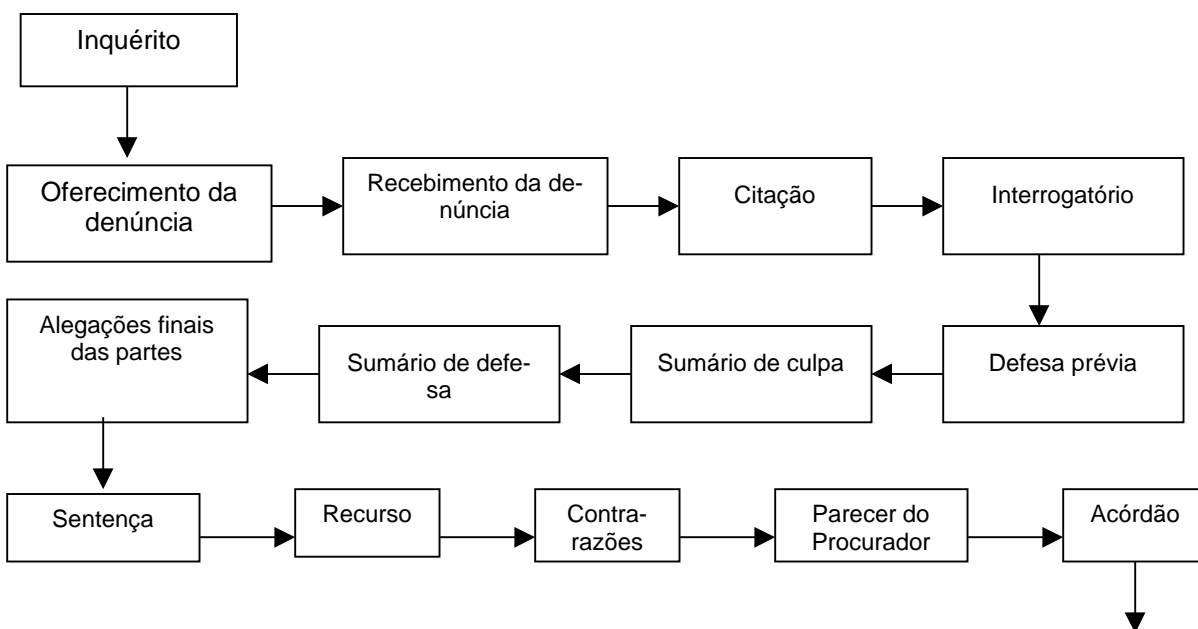 Inquérito
Oferecimento da
denúncia
Recebimento da de-
núncia
Citação
Interrogatório
Defesa prévia
Sumário de culpa
Sumário de defe-
sa
Alegações finais
das partes
Sentença
Recurso
Contra-
razões
Parecer do
Procurador
Acórdão